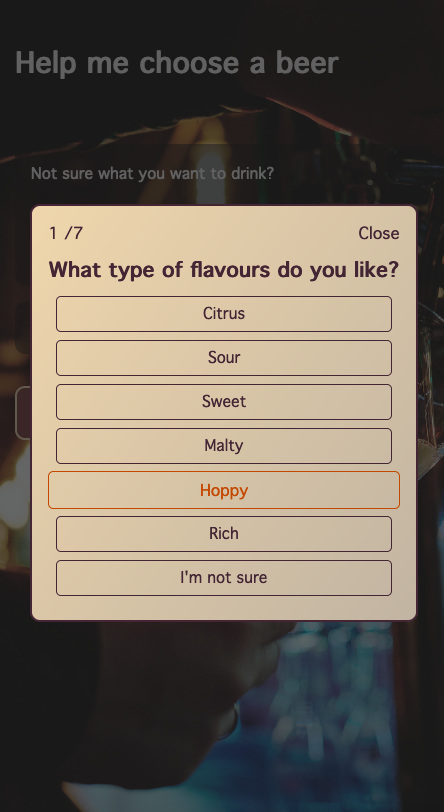 Help me choose a beer
Not sure what you want to drink?
1 /7
Close
What type of flavours do you like?
Citrus
Sour
Sweet
Malty
Hoppy
Rich
I'm not sure